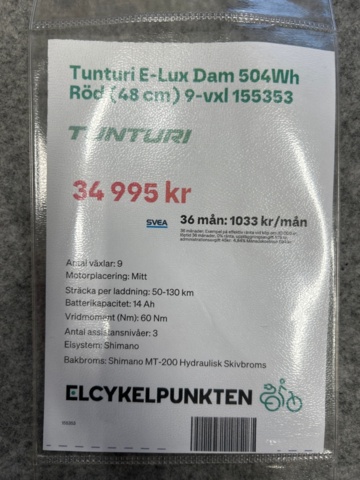 Tunturi E-Lux Dam 504Wh
Röd (48 cm) 9-vxl 155353
TUNTURI
34 995 kr
SVEA
36 mån: 1033 kr/mån
Antal växlar: 9
Motorplacering: Mitt
Sträcka per laddning: 50-130 km
Batterikapacitet: 14 Ah
Vridmoment (Nm): 60 Nm
Antal assistansnivåer: 3
Elsystem: Shimano
Bakbroms: Shimano MT-200 Hydraulisk Skivbroms
ELCYKELPUNKTEN